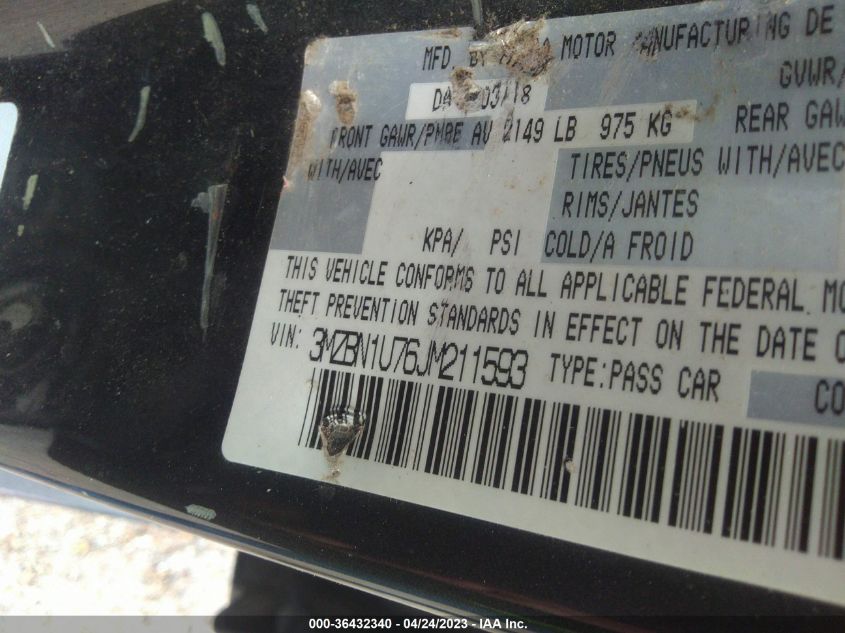 MFD. BY MOTOR MANUFACTURING DE
GVWR/
03/18
FRONT GAWR/PNBE AV 2149 LB 975 KG REAR GAW
WITH/AVEC TIRES/PNEUS WITH/AVEC
RIMS/JANTES
KPA/ PSI COLD/A FROID
THIS VEHICLE CONFORMS TO ALL APPLICABLE FEDERAL MO
THEFT PREVENTION STANDARDS IN EFFECT ON THE DATE O
VIN: 3MZBN1U76JM211593 TYPE:PASS CAR CO
000-36432340 - 04/24/2023 - IAA Inc.